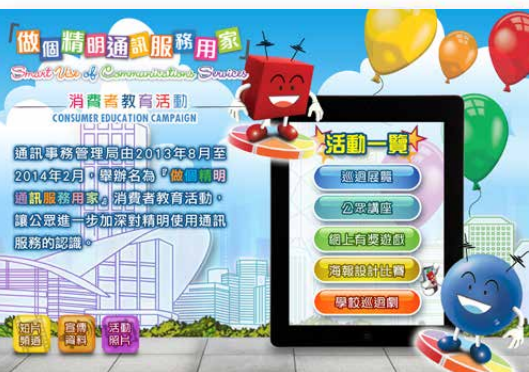 「做個精明通訊服務用家」
Smart Use of Communications Services
消費者教育活動
CONSUMER EDUCATION CAMPAIGN
通訊事務管理局由2013年8月至
2014年2月，舉辦名為『做個精明
通訊服務用家』消費者教育活動，
讓公眾進一步加深對精明使用通訊
服務的認識。
活動一覽
巡迴展覽
公眾講座
網上有獎遊戲
海報設計比賽
學校巡迴劇
短片
頻道
宣傳
資料
活動
照片